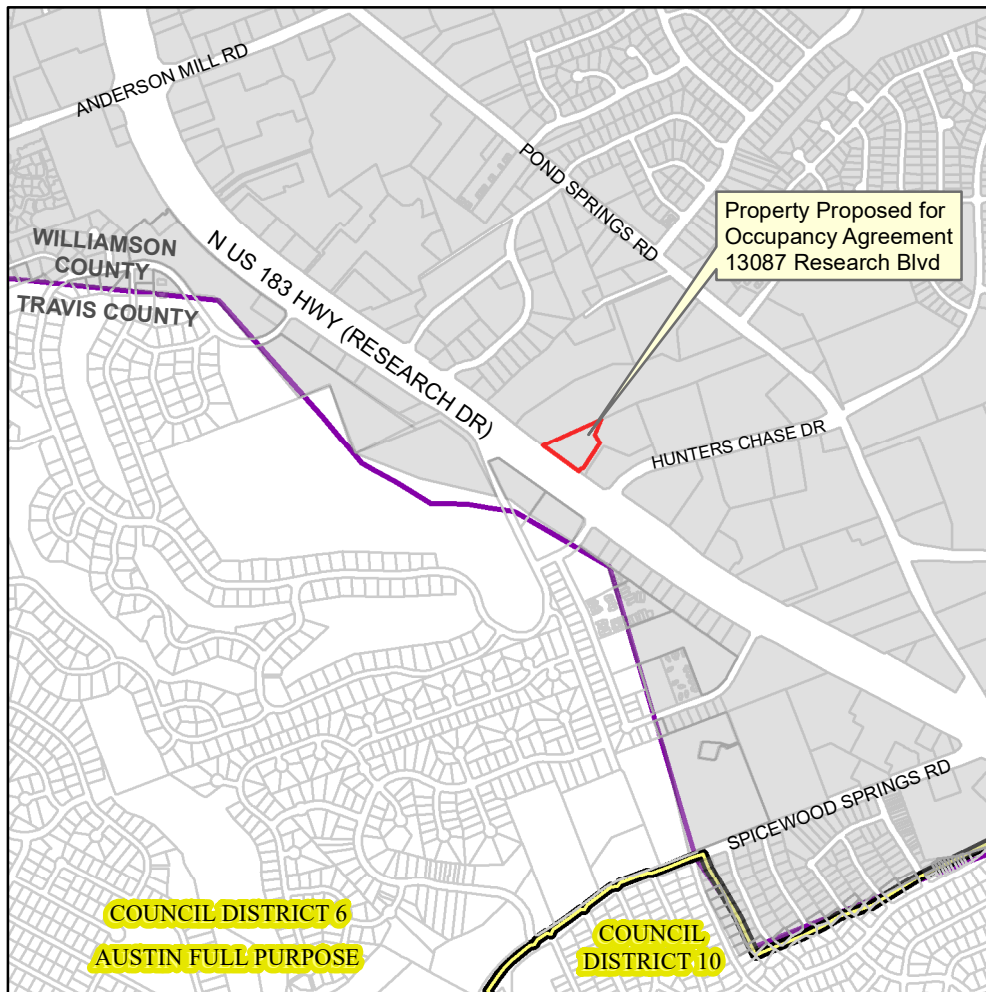 ANDERSON MILL RD
POND SPRINGS RD
Property Proposed for
Occupancy Agreement
13087 Research Blvd
WILLIAMSON
COUNTY
TRAVIS COUNTY
N US 183 HWY (RESEARCH DR)
HUNTERS CHASE DR
SPICEWOOD SPRINGS RD
COUNCIL DISTRICT 6
AUSTIN FULL PURPOSE
COUNCIL
DISTRICT 10